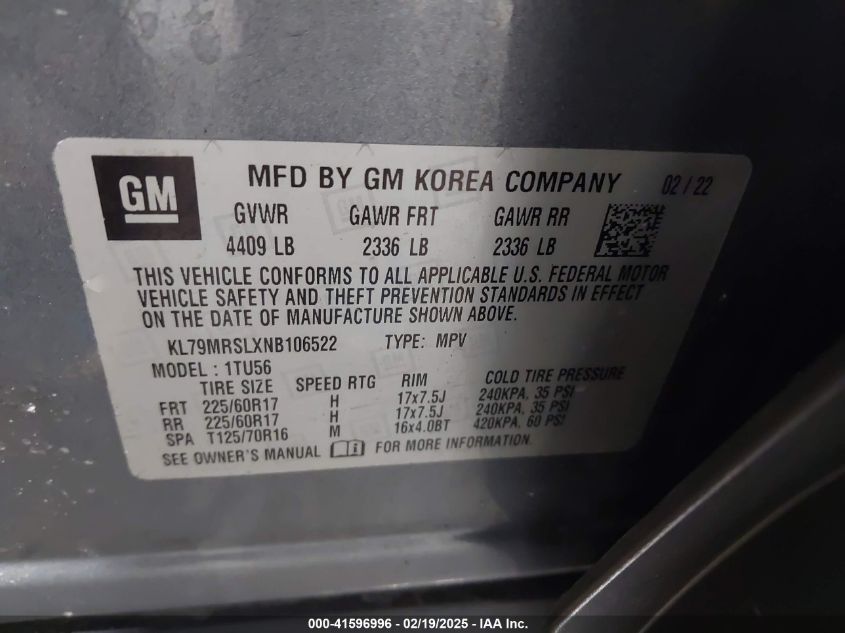 GM MFD BY GM KOREA COMPANY 02/22
GVWR GAWR FRT GAWR RR
4409 LB 2336 LB 2336 LB
THIS VEHICLE CONFORMS TO ALL APPLICABLE U.S. FEDERAL MOTOR
VEHICLE SAFETY AND THEFT PREVENTION STANDARDS IN EFFECT
ON THE DATE OF MANUFACTURE SHOWN ABOVE.
KL79MRSLXNB106522 TYPE: MPV
MODEL: 1TU56
TIRE SIZE SPEED RTG RIM COLD TIRE PRESSURE
FRT 225/60R17 H 17x7.5J 240KPA, 35 PSI
RR 225/60R17 H 17x7.5J 240KPA, 35 PSI
SPA T125/70R16 M 16x4.0BT 420KPA, 60 PSI
SEE OWNER'S MANUAL FOR MORE INFORMATION.
000-41596996 - 02/19/2025 - IAA Inc.